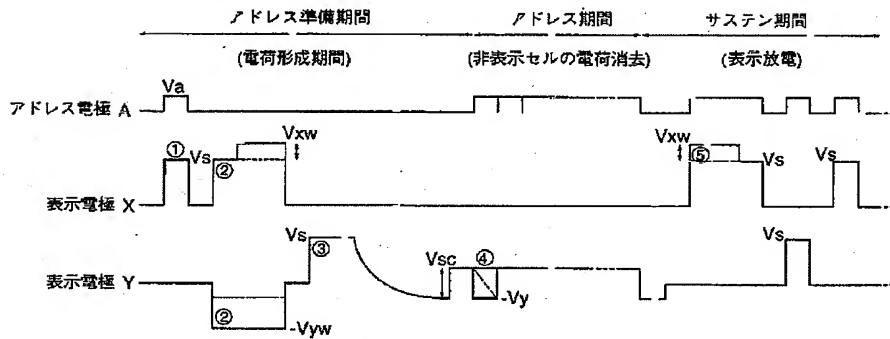 アドレス準備期間 アドレス期間 サステン期間
(電荷形成期間) (非表示セルの電荷消去) (表示放電)
Va
アドレス電極 A
Vxw Vxw
① Vs ② ⑤ Vs Vs
表示電極 X
Vs ③ Vsc ④ Vs
表示電極 Y
② -Vyw -Vy